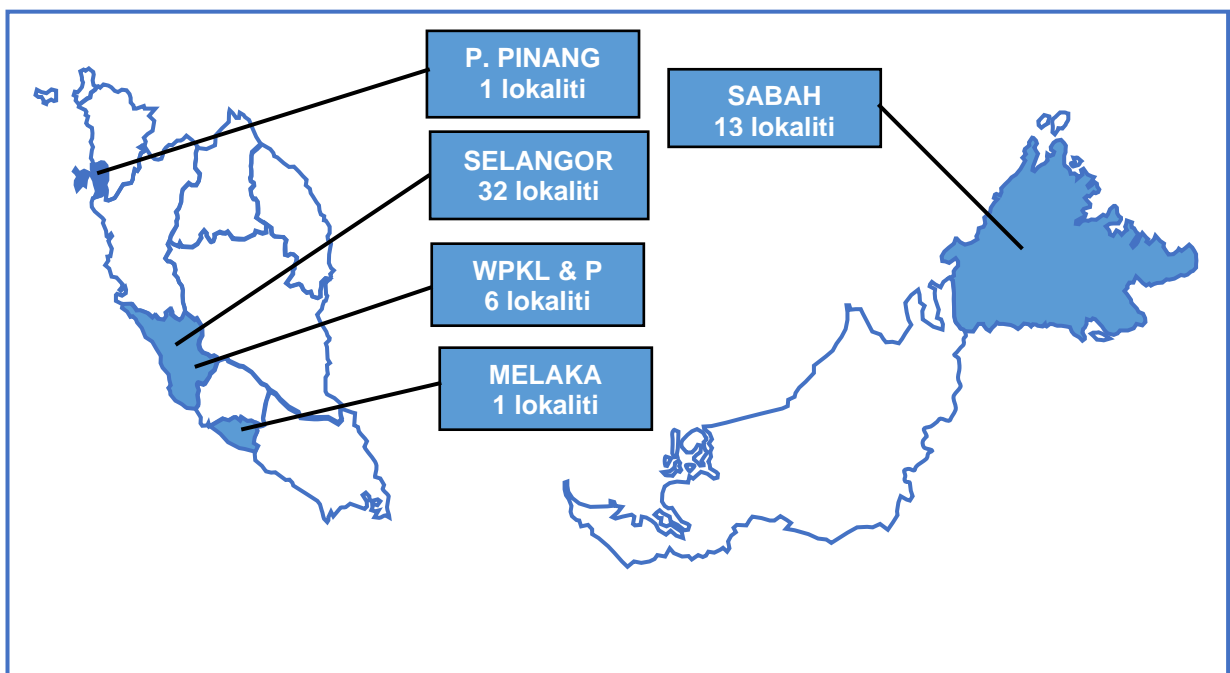 P. PINANG
1 lokaliti
SELANGOR
32 lokaliti
WPKL & P
6 lokaliti
MELAKA
1 lokaliti
SABAH
13 lokaliti